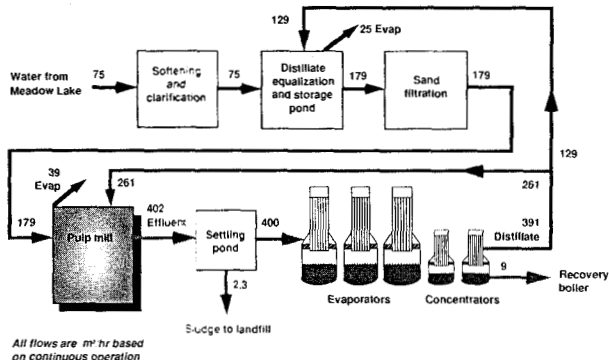 129
25 Evap
Water from
Meadow Lake
75
Softening
and
clarification
75
Distillate
equalization
and storage
pond
179
Sand
filtration
179
129
39
Evap
261
261
179
Pulp mill
402
Effluent
Settling
pond
400
391
Distillate
9
Recovery
boiler
2.3
Evaporators
Concentrators
Sludge to landfill
All flows are m³/hr based
on continuous operation